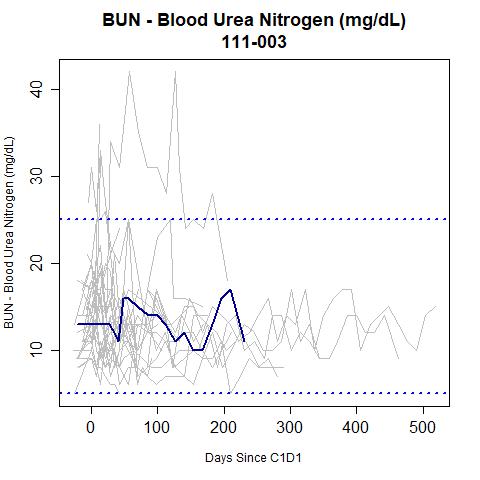 BUN - Blood Urea Nitrogen (mg/dL)
111-003
BUN - Blood Urea Nitrogen (mg/dL)
40
30
20
10
0 100 200 300 400 500
Days Since C1D1